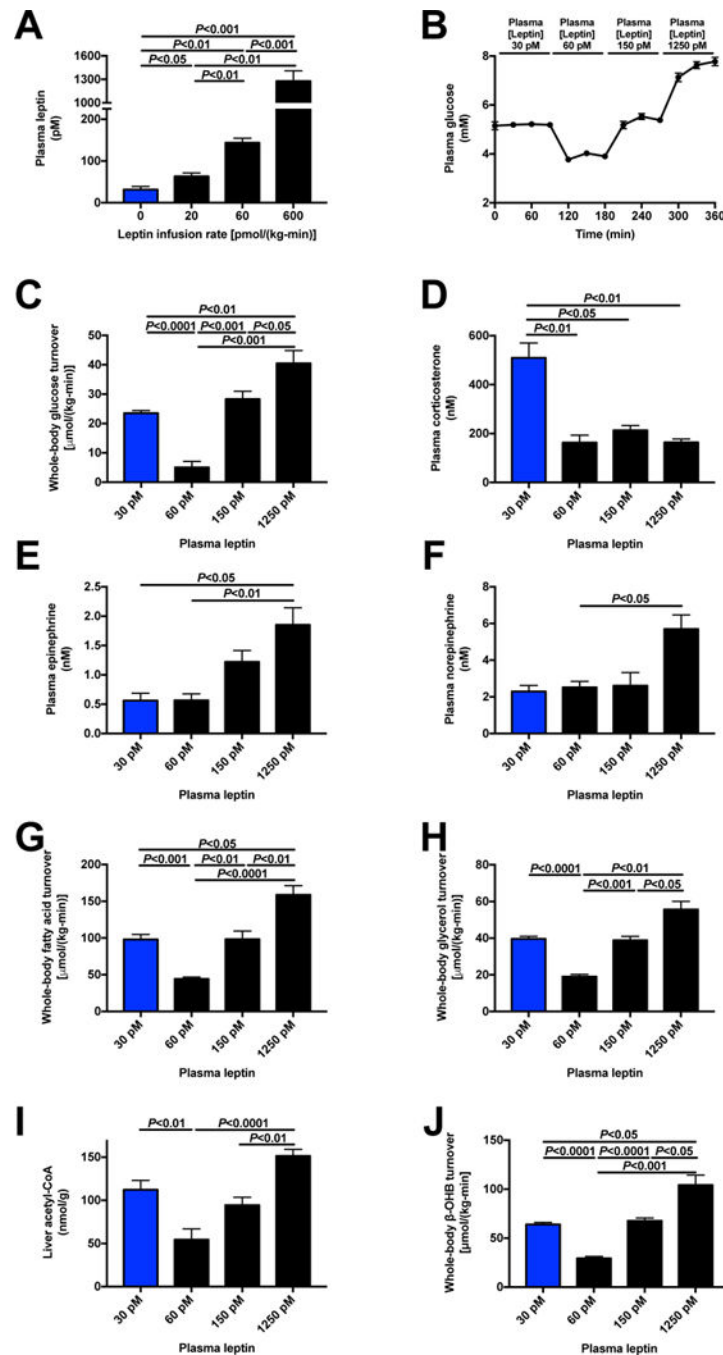 A
P<0.001
P<0.01 P<0.001
P<0.05 P<0.01
P<0.01
Plasma leptin
(pM)
1600
1300
1000
200
100
0
0 20 60 600
Leptin infusion rate [pmol/(kg-min)]
B
Plasma Plasma Plasma Plasma
[Leptin] [Leptin] [Leptin] [Leptin]
30 pM 60 pM 150 pM 1250 pM
Plasma glucose
(mM)
8
6
4
2
0 60 120 180 240 300 360
Time (min)
C
P<0.01
P<0.0001 P<0.001 P<0.05
P<0.001
Whole-body glucose turnover
[μmol/(kg-min)]
50
40
30
20
10
0
30 pM 60 pM 150 pM 1250 pM
Plasma leptin
D
P<0.01
P<0.05
P<0.01
Plasma corticosterone
(nM)
600
400
200
0
30 pM 60 pM 150 pM 1250 pM
Plasma leptin
E
P<0.05
P<0.01
Plasma epinephrine
(nM)
2.5
2.0
1.5
1.0
0.5
0.0
30 pM 60 pM 150 pM 1250 pM
Plasma leptin
F
P<0.05
Plasma norepinephrine
(nM)
8
6
4
2
0
30 pM 60 pM 150 pM 1250 pM
Plasma leptin
G
P<0.05
P<0.001 P<0.01 P<0.01
P<0.0001
Whole-body fatty acid turnover
[μmol/(kg-min)]
200
150
100
50
0
30 pM 60 pM 150 pM 1250 pM
Plasma leptin
H
P<0.0001 P<0.01
P<0.001 P<0.05
Whole-body glycerol turnover
[μmol/(kg-min)]
80
60
40
20
0
30 pM 60 pM 150 pM 1250 pM
Plasma leptin
I
P<0.01 P<0.0001
P<0.01
Liver acetyl-CoA
(nmol/g)
150
100
50
0
30 pM 60 pM 150 pM 1250 pM
Plasma leptin
J
P<0.05
P<0.0001 P<0.0001 P<0.05
P<0.001
Whole-body β-OHB turnover
[μmol/(kg-min]
150
100
50
0
30 pM 60 pM 150 pM 1250 pM
Plasma leptin